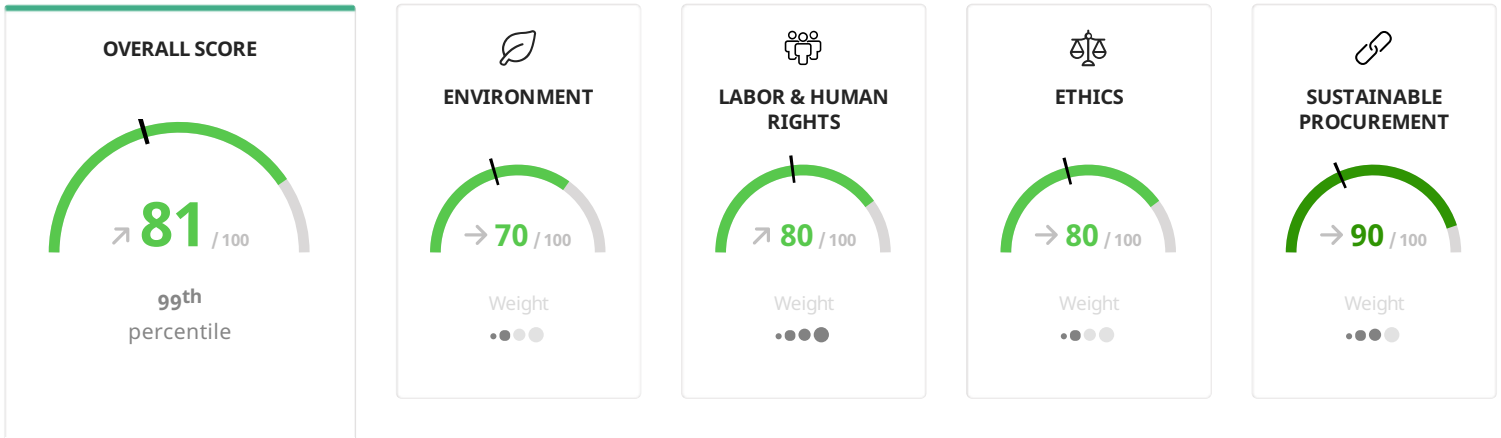 OVERALL SCORE
81 / 100
99th
percentile
ENVIRONMENT
70 / 100
Weight
LABOR & HUMAN
RIGHTS
80 / 100
Weight
ETHICS
80 / 100
Weight
SUSTAINABLE
PROCUREMENT
90 / 100
Weight